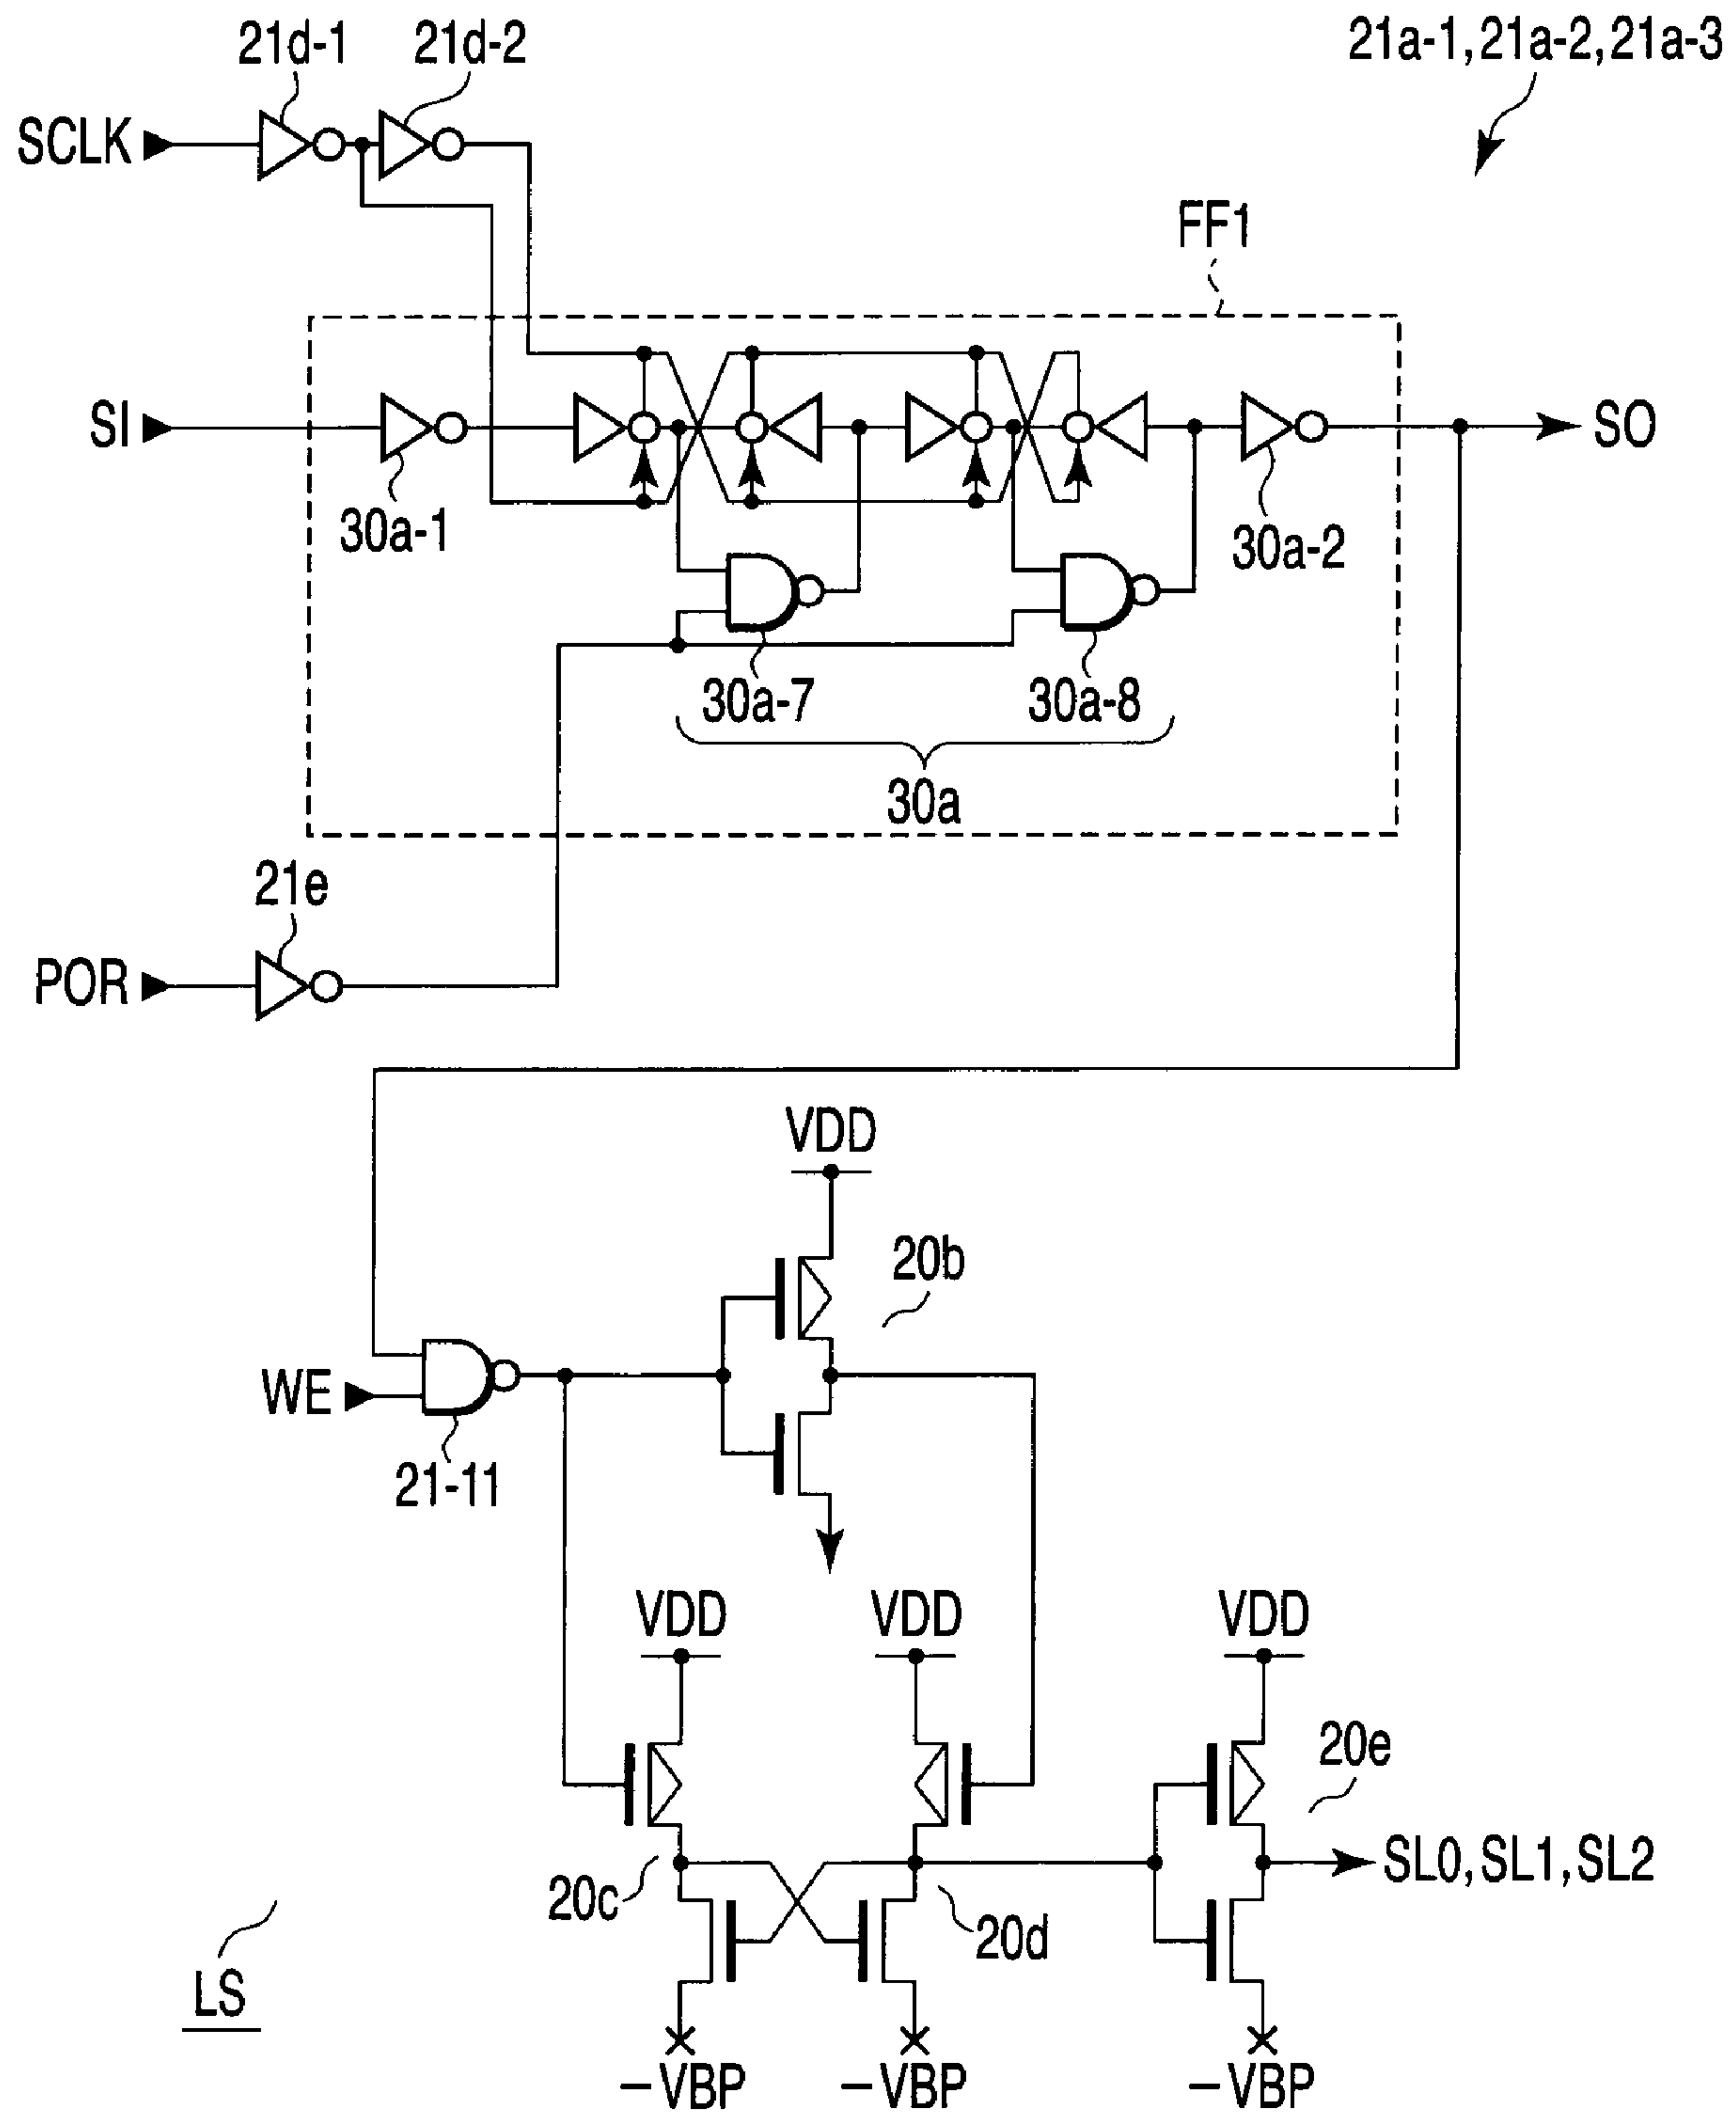 21d-1
21d-2
21a-1, 21a-2, 21a-3
SCLK
FF1
SI
SO
30a-1
30a-2
30a-7
30a-8
30a
21e
POR
VDD
20b
WE
21-11
VDD
VDD
VDD
20e
SL0, SL1, SL2
20c
20d
LS
-VBP
-VBP
-VBP